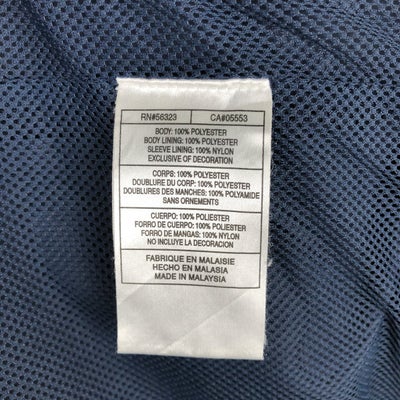 RN#56323 CA#05553
BODY: 100% POLYESTER
BODY LINING: 100% POLYESTER
SLEEVE LINING: 100% NYLON
EXCLUSIVE OF DECORATION
CORPS: 100% POLYESTER
DOUBLURE DU CORP: 100% POLYESTER
DOUBLURES DES MANCHES: 100% POLYAMIDE
SANS ORNEMENTS
CUERPO: 100% POLIESTER
FORRO DE CUERPO: 100% POLIESTER
FORRO DE MANGAS: 100% NYLON
NO INCLUYE LA DECORACION
FABRIQUE EN MALAISIE
HECHO EN MALASIA
MADE IN MALAYSIA